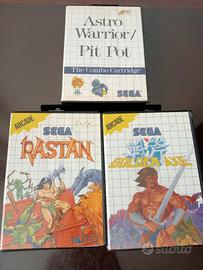 Astro
Warrior/
Pit Pot
The Combo Cartridge
SEGA
ARCADE
SEGA
RASTAN
ARCADE
SEGA
GOLDEN AXE
subito